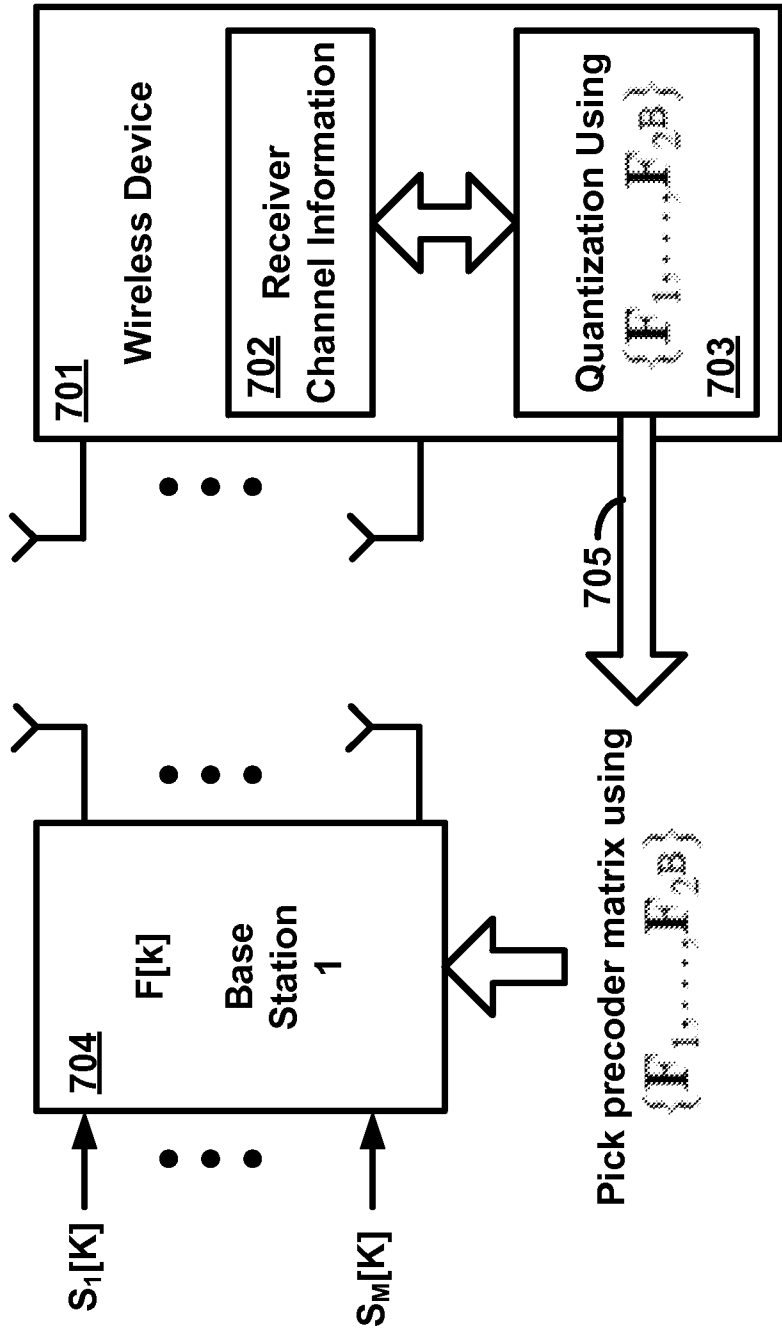 S1[K]
SM[K]
704
F[k]
Base
Station
1
Pick precoder matrix using
{F1,...,F2B}
705
701
Wireless Device
702
Receiver
Channel Information
Quantization Using
{F1,...,F2B}
703